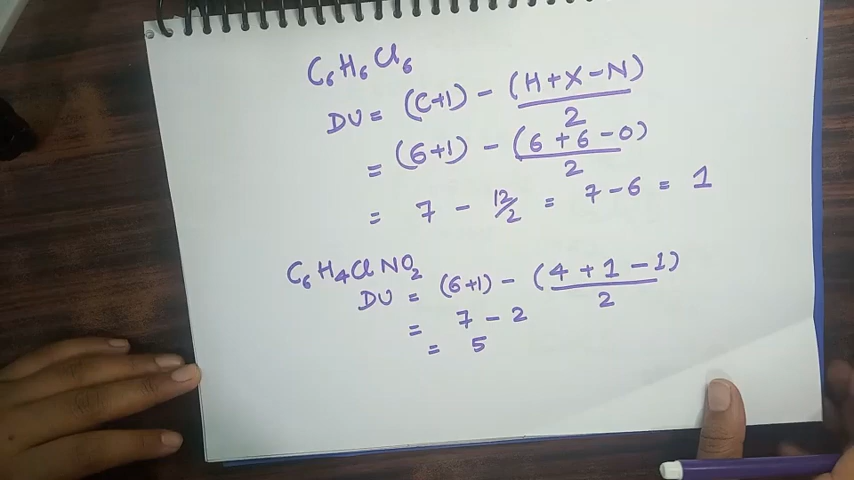 C₆H₆Cl₆
DU = (C+1) - (H+X-N)/2
= (6+1) - (6+6-0)/2
= 7 - 12/2 = 7-6 = 1
C₆H₄ClNO₂
DU = (6+1) - (4+1-1)/2
= 7-2
= 5